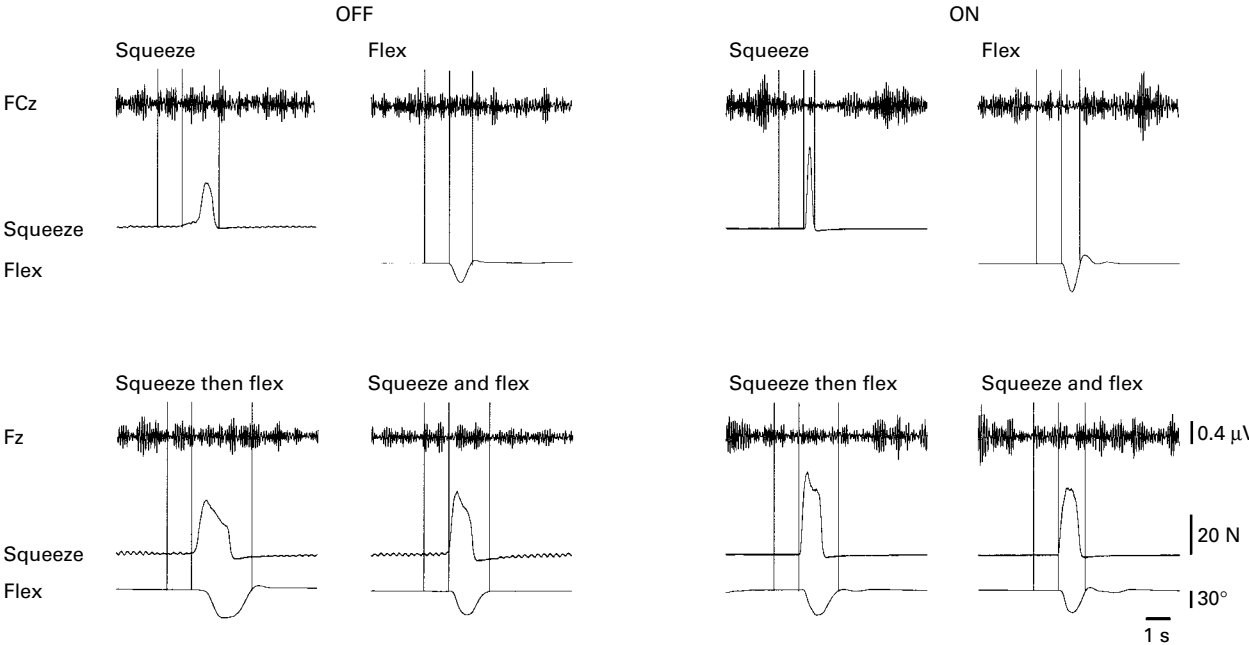 OFF ON
Squeeze Flex Squeeze Flex
FCz
Squeeze
Flex
Squeeze then flex Squeeze and flex Squeeze then flex Squeeze and flex
Fz
0.4 μV
Squeeze
20 N
Flex
30°
1 s